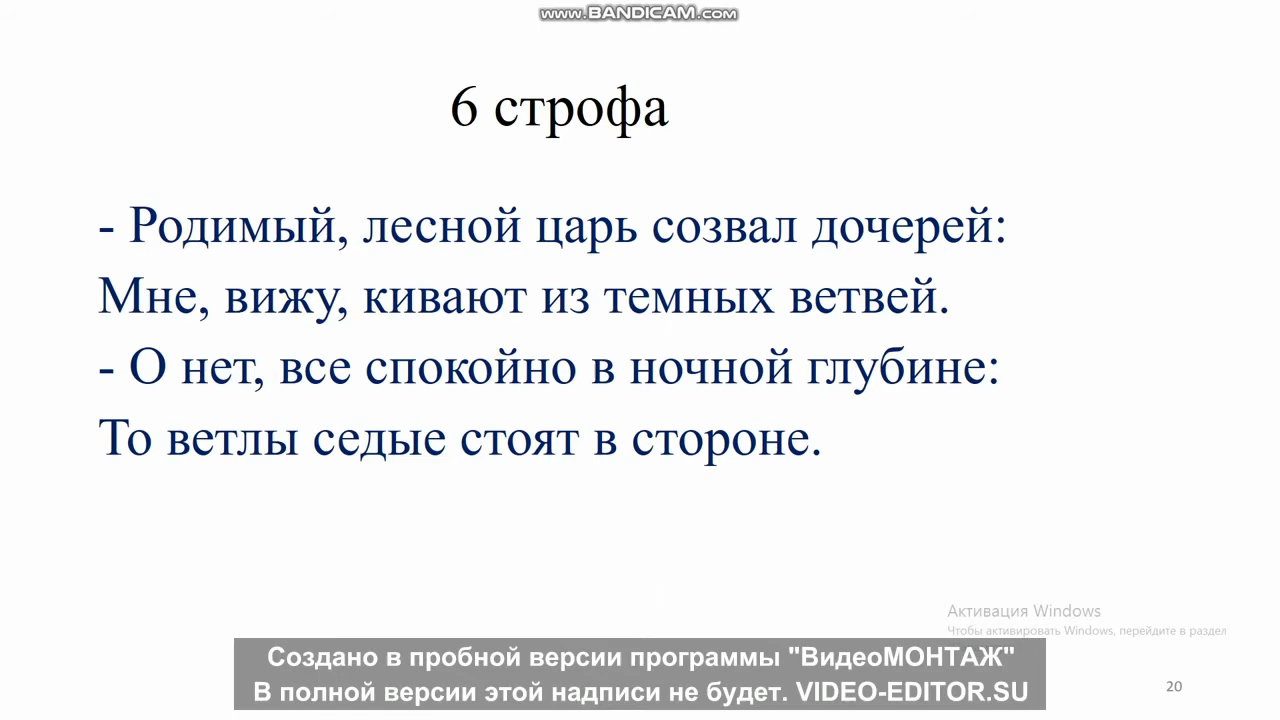 www.BANDICAM.com
6 строфа
- Родимый, лесной царь созвал дочерей:
Мне, вижу, кивают из темных ветвей.
- О нет, все спокойно в ночной глубине:
То ветлы седые стоят в стороне.
Активация Windows
Чтобы активировать Windows, перейдите в раздел
Создано в пробной версии программы "ВидеоМОНТАЖ"
В полной версии этой надписи не будет. VIDEO-EDITOR.SU
20